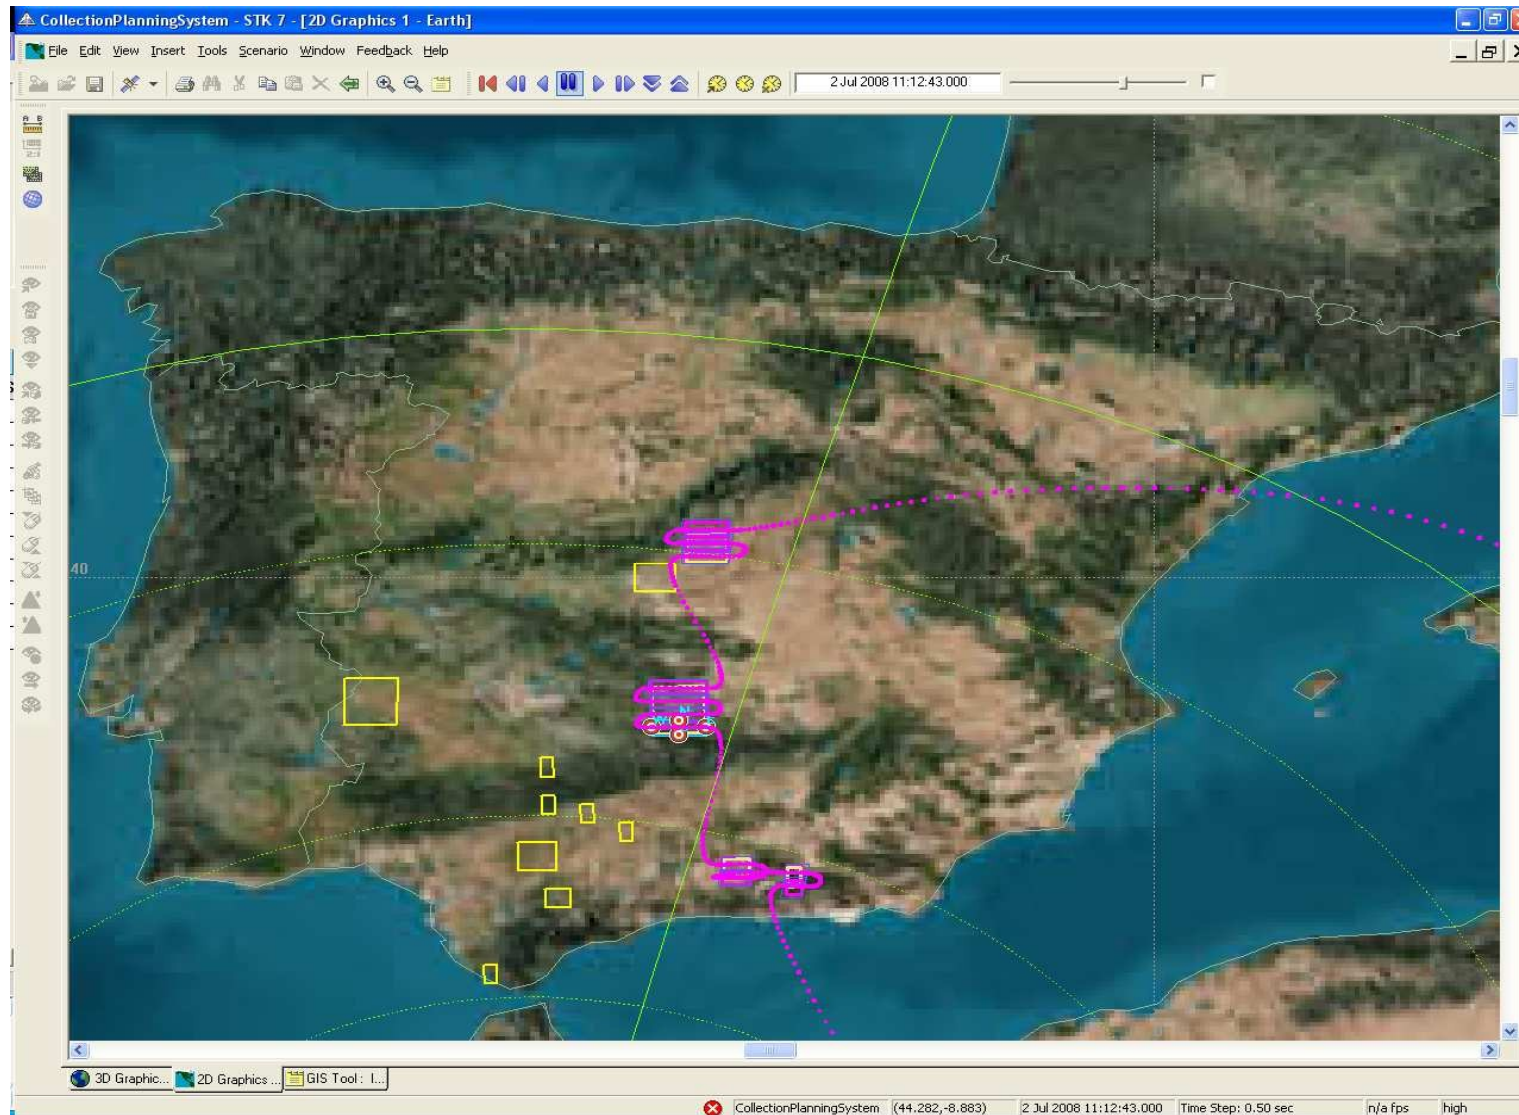 CollectionPlanningSystem - STK 7 - [2D Graphics 1 - Earth]
File Edit View Insert Tools Scenario Window Feedback Help
2 Jul 2008 11:12:43.000
A B
40
N
3D Graphic... 2D Graphics ... GIS Tool : I...
CollectionPlanningSystem (44.282,-8.883) 2 Jul 2008 11:12:43.000 Time Step: 0.50 sec n/a fps high